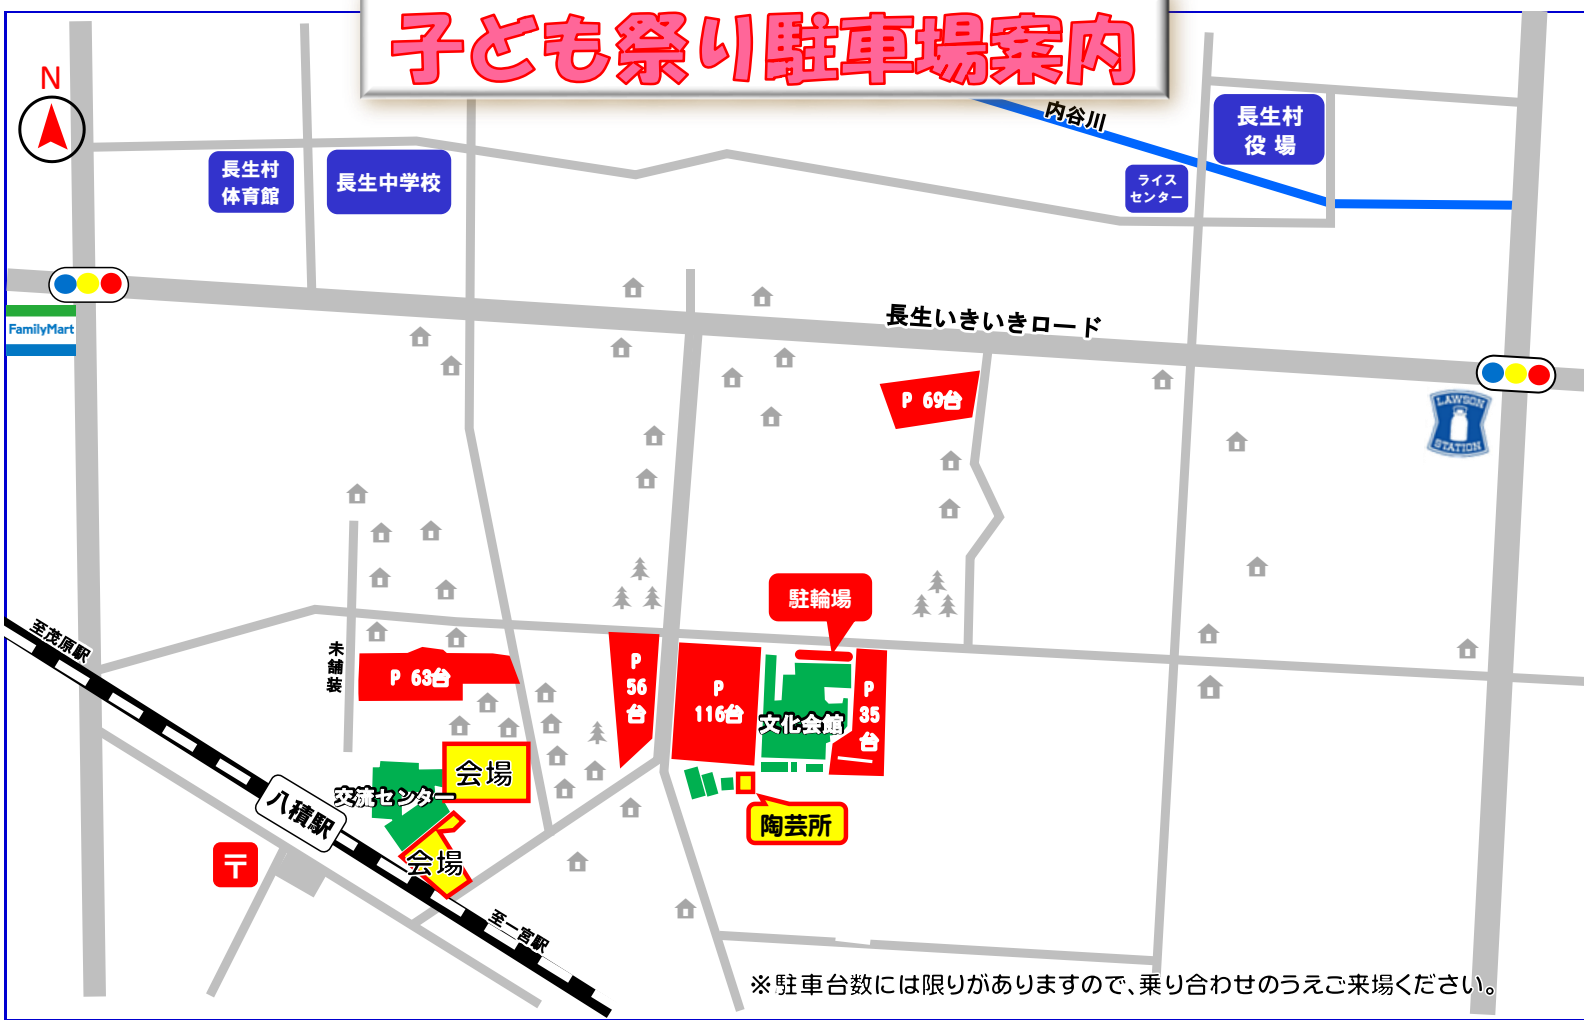 子ども祭り駐車場案内
N
内谷川
長生村
役 場
長生村
体育館
長生中学校
ライス
センター
FamilyMart
長生いきいきロード
P 69台
LAWSON
STATION
駐輪場
至茂原駅
未舗装
P 63台
P
56
台
P
116台
文化会館
P
35
台
会場
交流センター
八積駅
陶芸所
〒
会場
至一宮駅
※駐車台数には限りがありますので、乗り合わせのうえご来場ください。